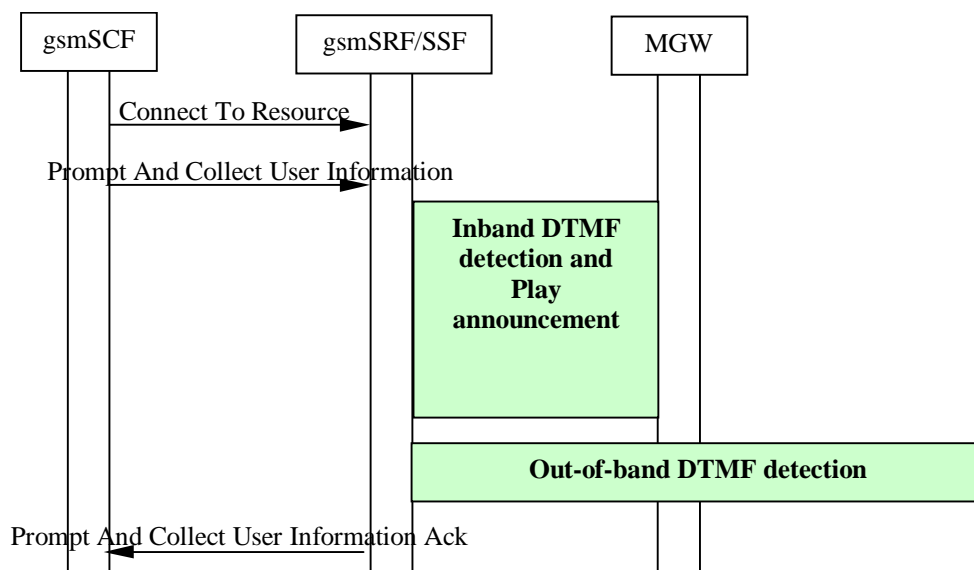 gsmSCF
gsmSRF/SSF
MGW
Connect To Resource
Prompt And Collect User Information
Inband DTMF
detection and
Play
announcement
Out-of-band DTMF detection
Prompt And Collect User Information Ack